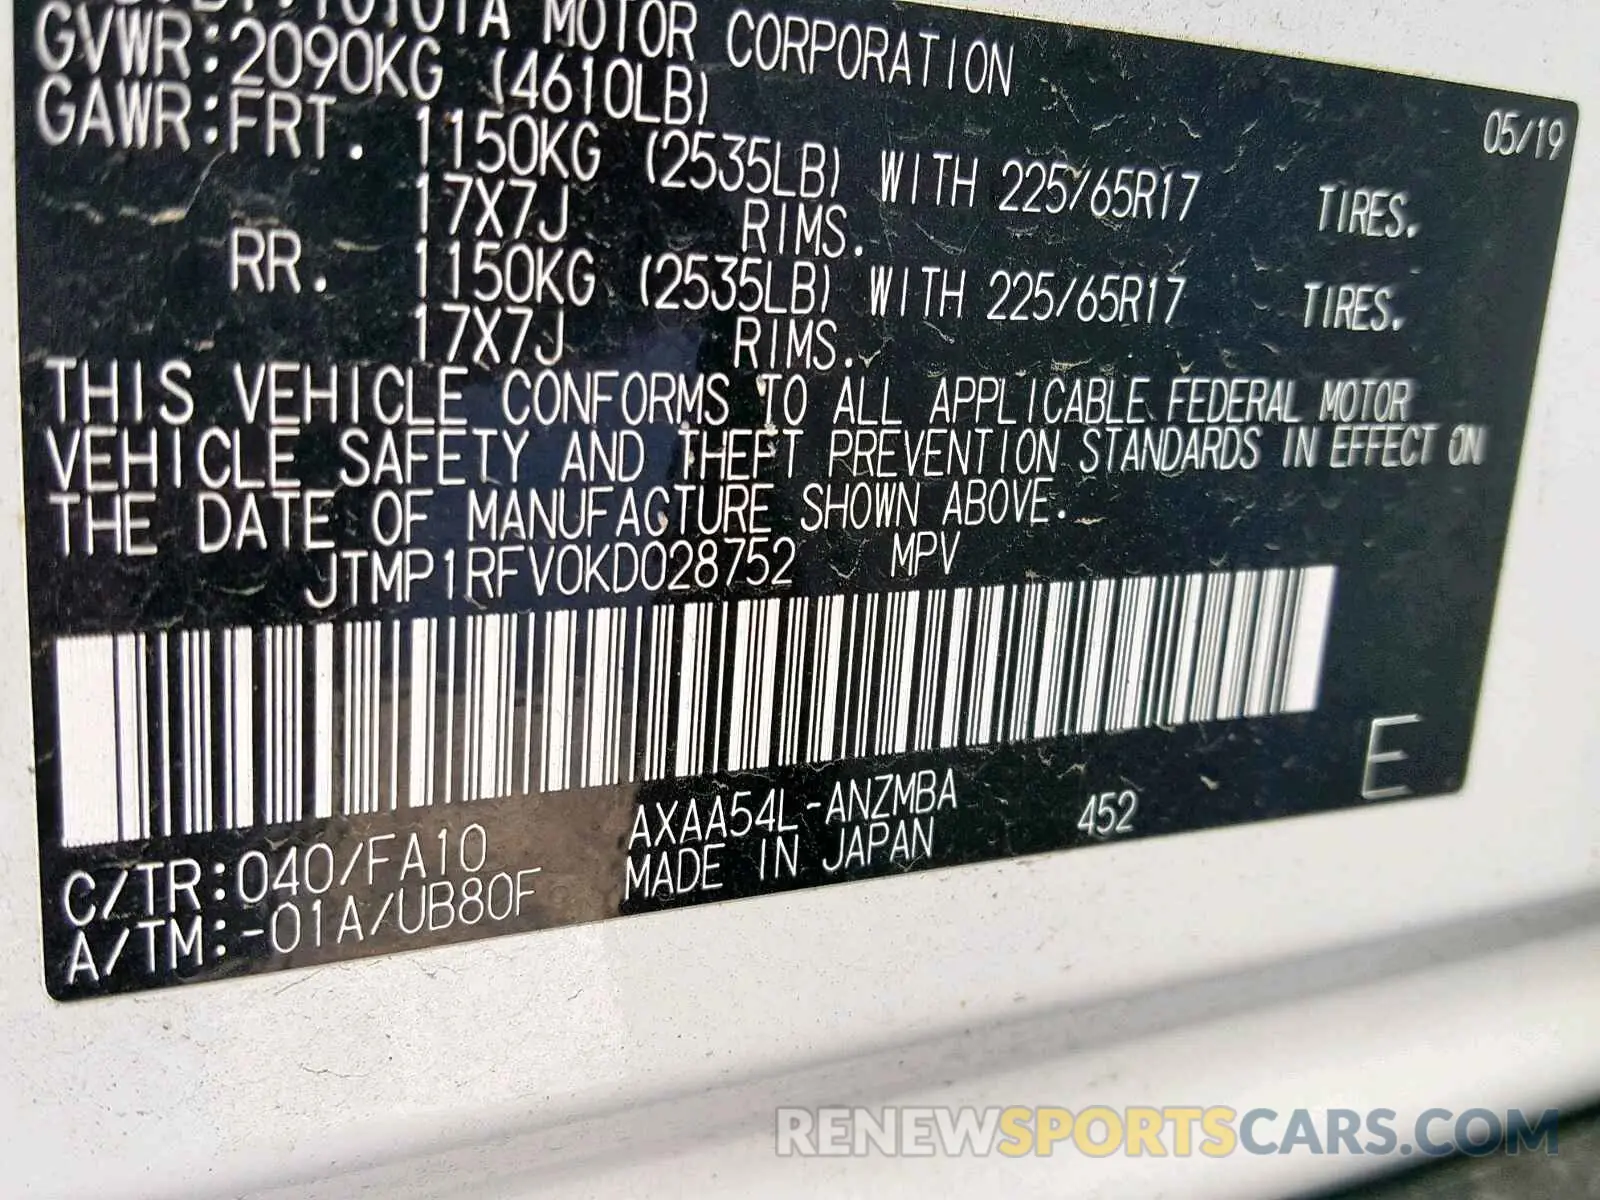 TOYOTA MOTOR CORPORATION
GVWR:2090KG (4610LB)
05/19
GAWR:FRT. 1150KG (2535LB) WITH 225/65R17 TIRES.
17X7J RIMS.
RR. 1150KG (2535LB) WITH 225/65R17 TIRES.
17X7J RIMS.
THIS VEHICLE CONFORMS TO ALL APPLICABLE FEDERAL MOTOR
VEHICLE SAFETY AND THEFT PREVENTION STANDARDS IN EFFECT ON
THE DATE OF MANUFACTURE SHOWN ABOVE.
JTMP1RFV0KD028752 MPV
E
C/TR:040/FA10 AXAA54L-ANZMBA 452
A/TM:-01A/UB80F MADE IN JAPAN
RENEWSPORTSCARS.COM